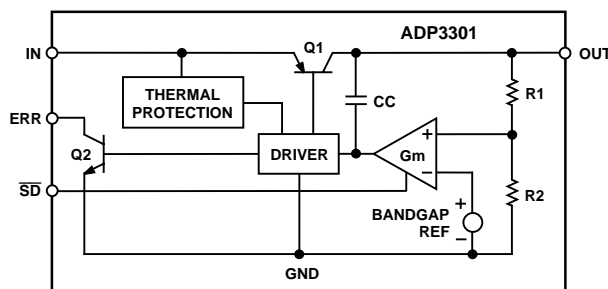 ADP3301
IN
Q1
OUT
THERMAL
PROTECTION
CC
R1
ERR
Q2
DRIVER
+
Gm
−
SD
R2
+
BANDGAP
REF
−
GND